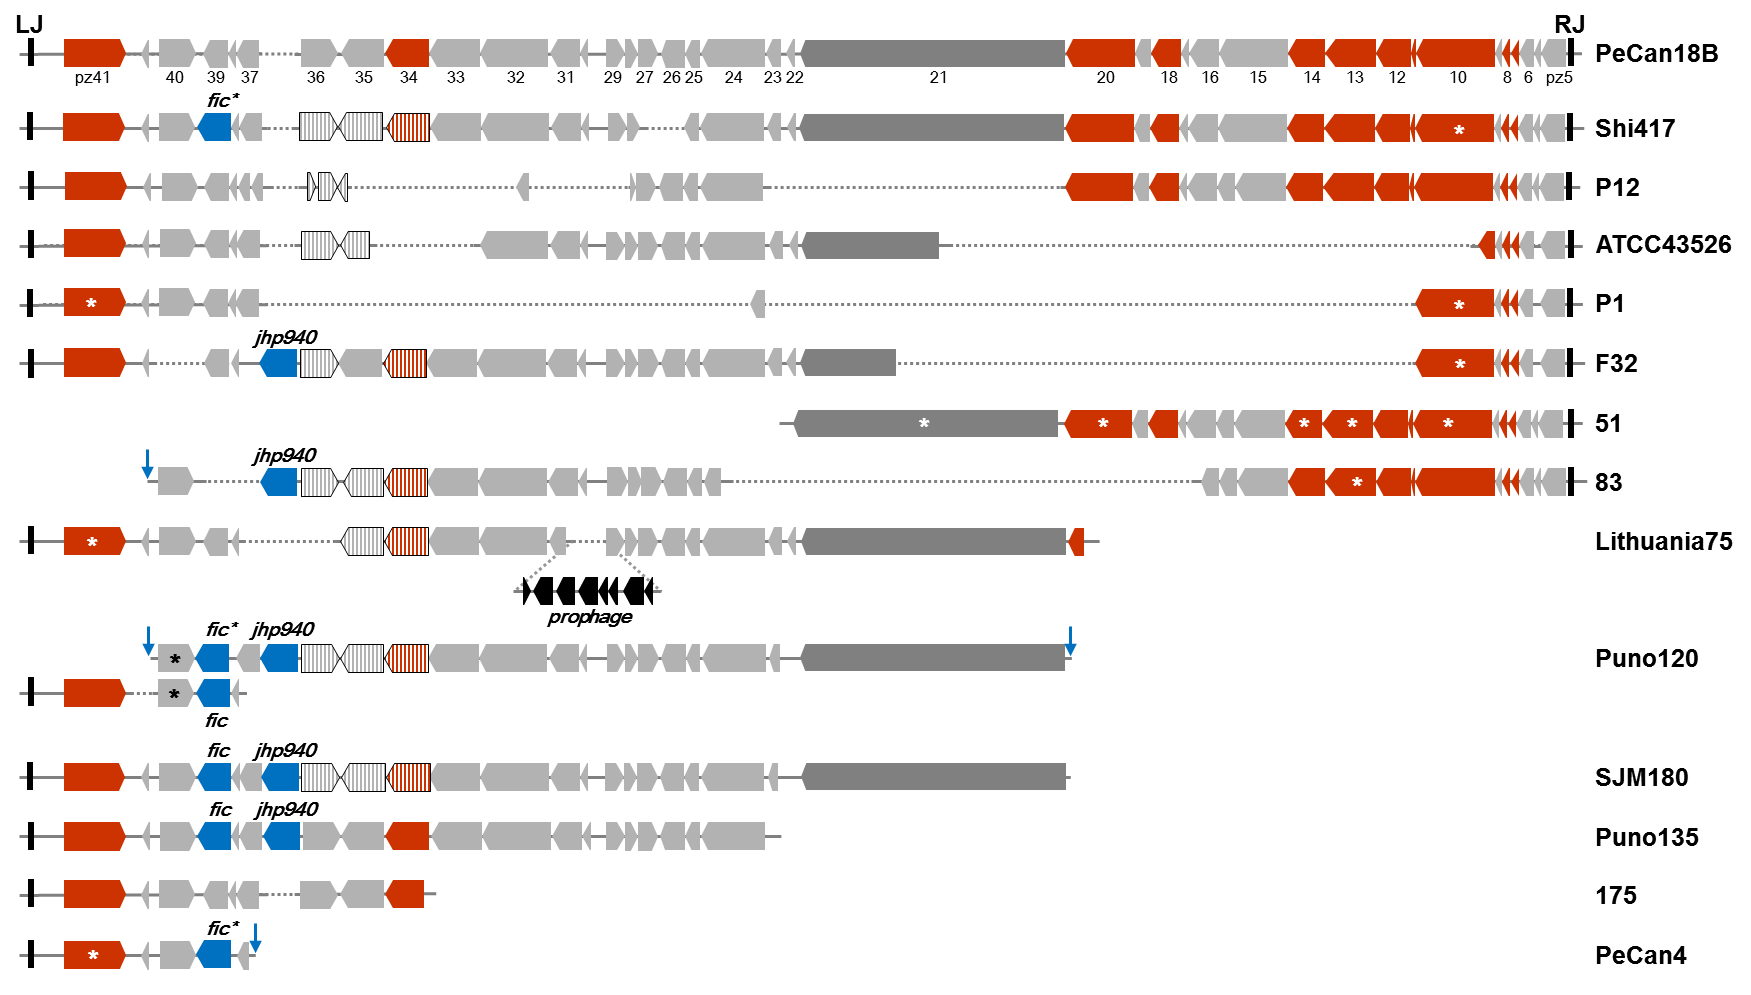 LJ RJ
PeCan18B
pz41 40 39 37 36 35 34 33 32 31 29 27 26 25 24 23 22 21 20 18 16 15 14 13 12 10 8 6 pz5
fic*
* Shi417
P12
ATCC43526
* * P1
jhp940
* F32
* * * * * 51
jhp940
* 83
* Lithuania75
prophage
fic* jhp940
* Puno120
*
fic
fic jhp940
SJM180
fic jhp940
Puno135
175
fic*
* PeCan4